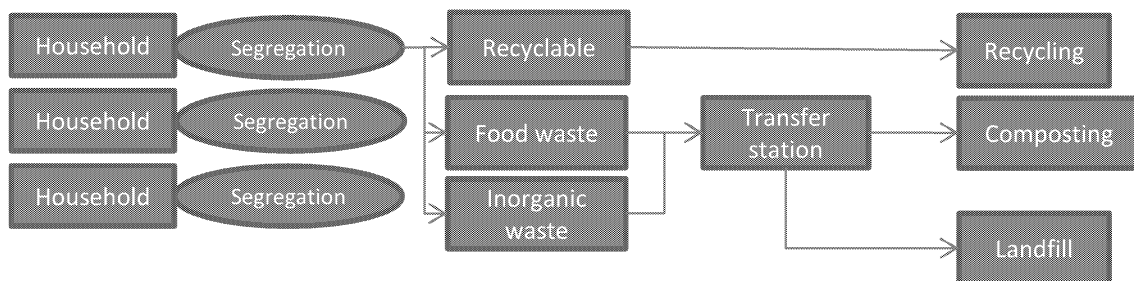 Household
Segregation
Recyclable
Recycling
Household
Segregation
Food waste
Transfer
station
Composting
Household
Segregation
Inorganic
waste
Landfill